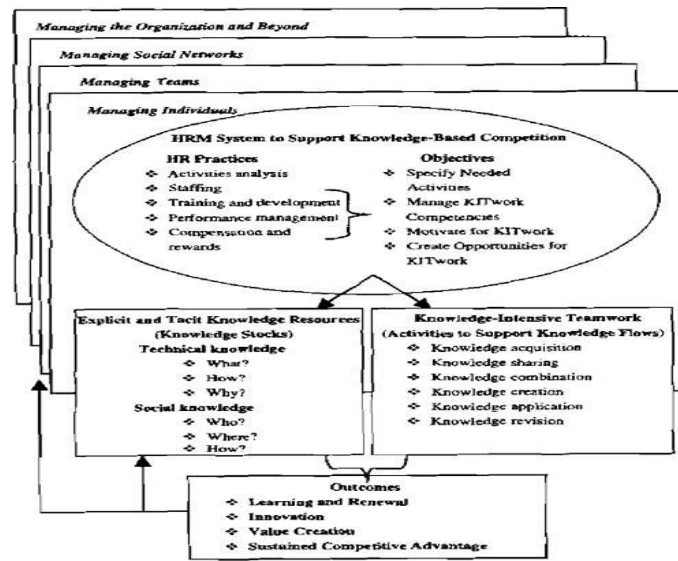 Managing the Organization and Beyond
Managing Social Networks
Managing Teams
Managing Individuals
HRM System to Support Knowledge-Based Competition
HR Practices
❖ Activities analysis
❖ Staffing
❖ Training and development
❖ Performance management
❖ Compensation and
rewards
Objectives
❖ Specify Needed
Activities
❖ Manage KITwork
Competencies
❖ Motivate for KITwork
❖ Create Opportunities for
KITwork
Explicit and Tacit Knowledge Resources
(Knowledge Stocks)
Technical knowledge
❖ What?
❖ How?
❖ Why?
Social knowledge
❖ Who?
❖ Where?
❖ How?
Knowledge-Intensive Teamwork
(Activities to Support Knowledge Flows)
❖ Knowledge acquisition
❖ Knowledge sharing
❖ Knowledge combination
❖ Knowledge creation
❖ Knowledge application
❖ Knowledge revision
Outcomes
❖ Learning and Renewal
❖ Innovation
❖ Value Creation
❖ Sustained Competitive Advantage